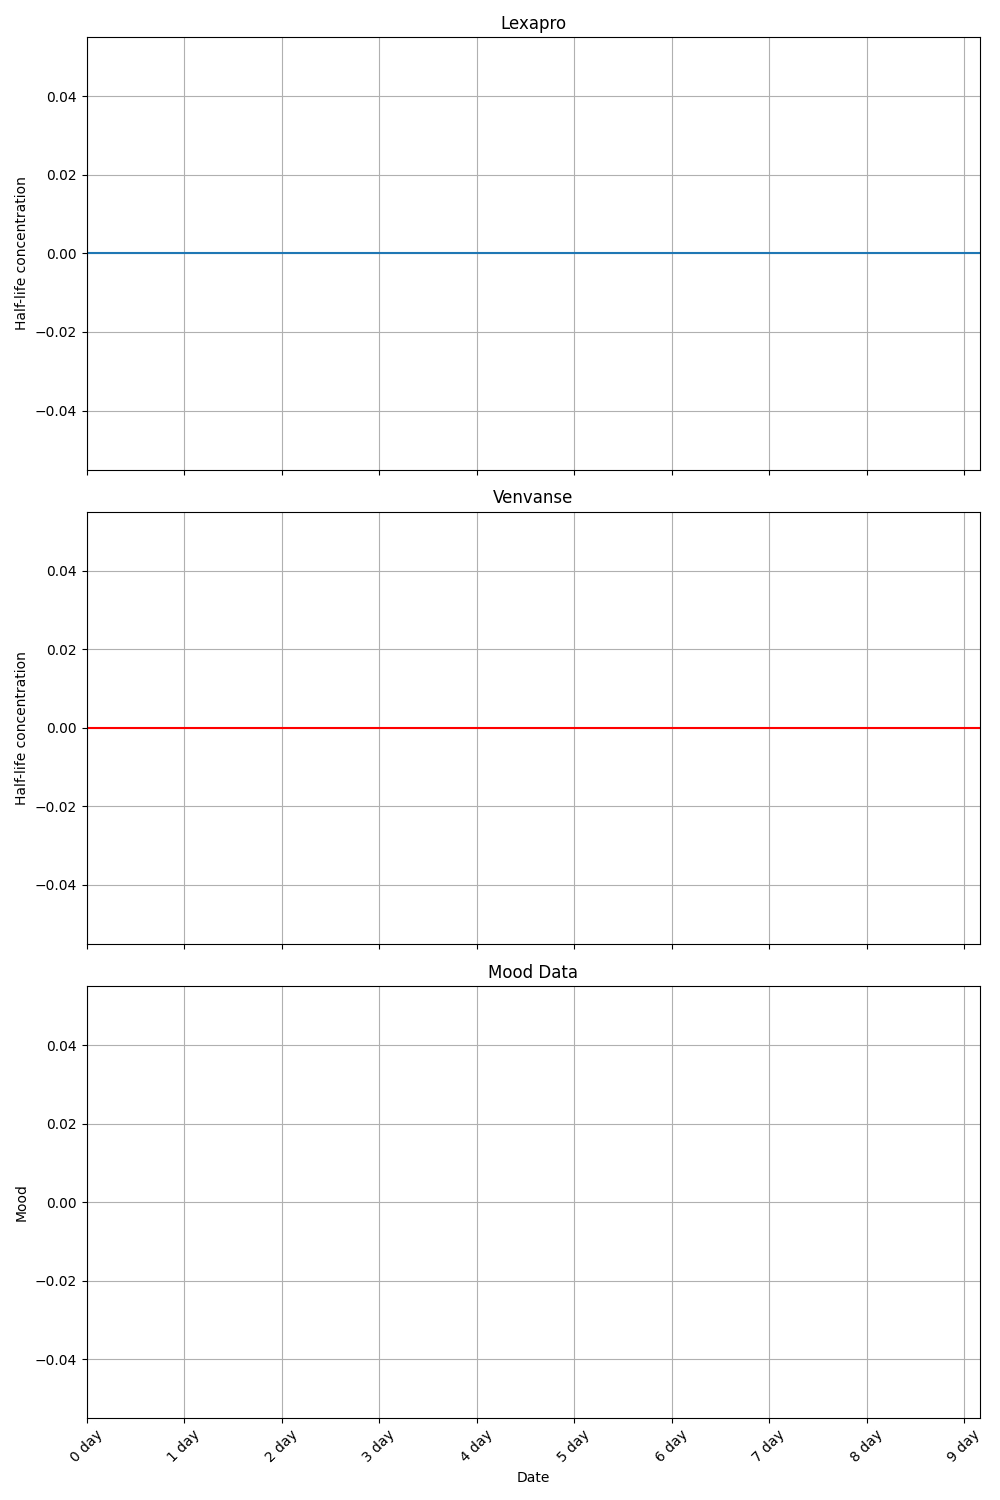 Lexapro
Half-life concentration
0.04
0.02
0.00
−0.02
−0.04
Venvanse
Half-life concentration
0.04
0.02
0.00
−0.02
−0.04
Mood Data
Mood
0.04
0.02
0.00
−0.02
−0.04
0 day 1 day 2 day 3 day 4 day 5 day 6 day 7 day 8 day 9 day
Date